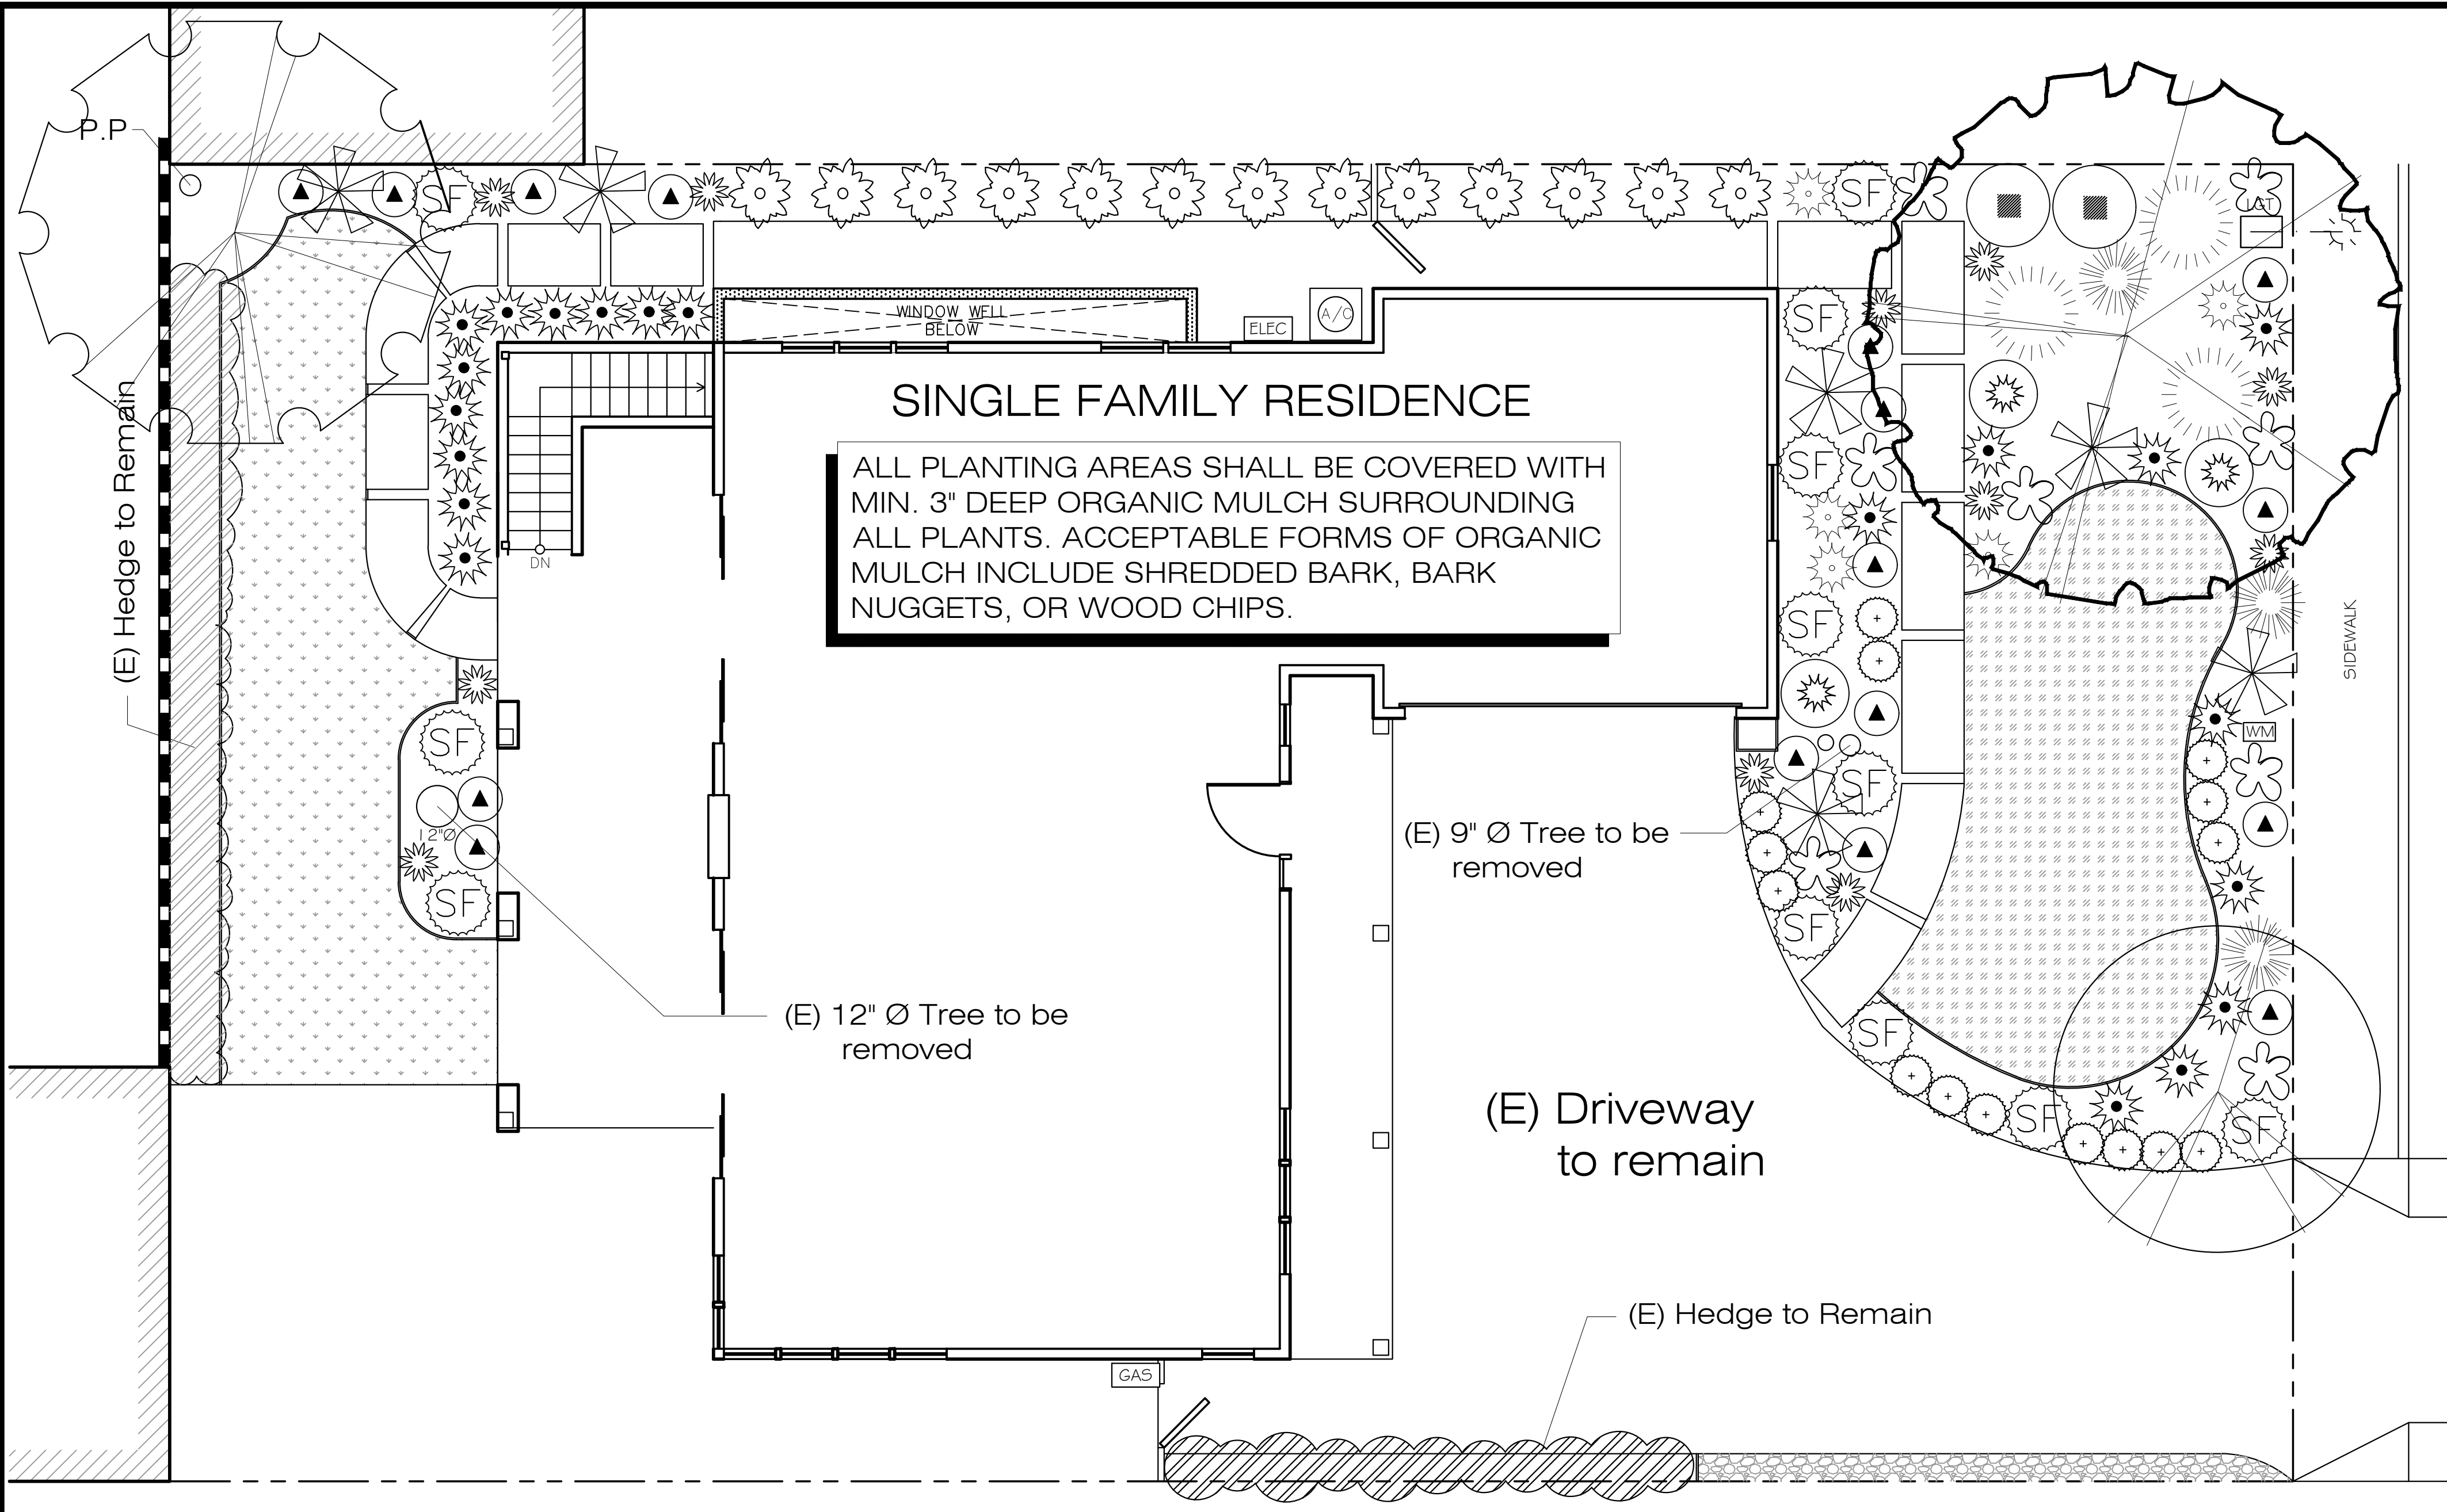 P.P
SF
SF
LGT
WINDOW WELL
BELOW
ELEC
A/C
SF
SINGLE FAMILY RESIDENCE
ALL PLANTING AREAS SHALL BE COVERED WITH
MIN. 3" DEEP ORGANIC MULCH SURROUNDING
ALL PLANTS. ACCEPTABLE FORMS OF ORGANIC
MULCH INCLUDE SHREDDED BARK, BARK
NUGGETS, OR WOOD CHIPS.
(E) Hedge to Remain
SF
DN
SF
SIDEWALK
SF
WM
SF
12"Ø
(E) 9" Ø Tree to be
removed
SF
SF
(E) 12" Ø Tree to be
removed
SF
(E) Driveway
to remain
SF
SF
(E) Hedge to Remain
GAS